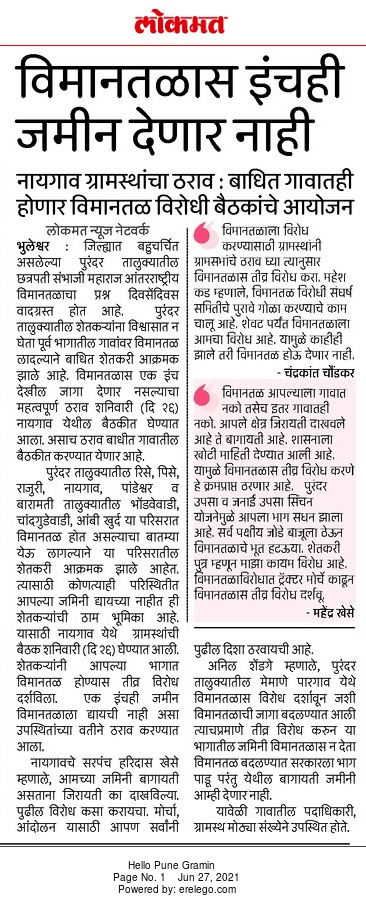 लोकमत
विमानतळास इंचही
जमीन देणार नाही
नायगाव ग्रामस्थांचा ठराव : बाधित गावातही
होणार विमानतळ विरोधी बैठकांचे आयोजन
लोकमत न्यूज नेटवर्क
भुलेश्वर : जिल्ह्यात बहुचर्चित
असलेल्या पुरंदर तालुक्यातील
छत्रपती संभाजी महाराज आंतरराष्ट्रीय
विमानतळाचा प्रश्न दिवसेंदिवस
वादग्रस्त होत आहे. पुरंदर
तालुक्यातील शेतकऱ्यांना विश्वासात न
घेता पूर्व भागातील गावांवर विमानतळ
लादल्याने बाधित शेतकरी आक्रमक
झाले आहे. विमानतळास एक इंच
देखील जागा देणार नसल्याचा
महत्वपूर्ण ठराव शनिवारी (दि २६)
नायगाव येथील बैठकीत घेण्यात
आला. असाच ठराव बाधीत गावातील
बैठकीत करण्यात येणार आहे.
पुरंदर तालुक्यातील रिसे, पिसे,
राजुरी, नायगाव, पांडेश्वर व
बारामती तालुक्यातील भोंडवेवाडी,
चांदगुडेवाडी, आंबी खुर्द या परिसरात
विमानतळ होत असल्याचा बातम्या
येऊ लागल्याने या परिसरातील
शेतकरी आक्रमक झाले आहेत.
त्यासाठी कोणत्याही परिस्थितीत
आपल्या जमिनी द्यायच्या नाहीत ही
शेतकऱ्यांची ठाम भूमिका आहे.
यासाठी नायगाव येथे ग्रामस्थांची
बैठक शनिवारी (दि २६) घेण्यात आली.
शेतकऱ्यांनी आपल्या भागात
विमानतळ होण्यास तीव्र विरोध
दर्शविला. एक इंचही जमीन
विमानतळाला द्यायची नाही असा
उपस्थितांच्या वतीने ठराव करण्यात
आला.
नायगावचे सरपंच हरिदास खेसे
म्हणाले, आमच्या जमिनी बागायती
असताना जिरायती का दाखविल्या.
पुढील विरोध कसा करायचा. मोर्चा,
आंदोलन यासाठी आपण सर्वांनी
विमानतळाला विरोध
करण्यासाठी ग्रामस्थांनी
ग्रामसभांचे ठराव घ्या त्यानुसार
विमानतळास तीव्र विरोध करा. महेश
कड म्हणाले, विमानतळ विरोधी संघर्ष
समितीचे पुरावे गोळा करण्याचे काम
चालू आहे. शेवट पर्यंत विमानतळाला
आमचा विरोध आहे. यामुळे काहीही
झाले तरी विमानतळ होऊ देणार नाही.
- चंद्रकांत चौंडकर
विमानतळ आपल्याला गावात
नको तसेच इतर गावातही
नको. आपले क्षेत्र जिरायती दाखवले
आहे ते बागायती आहे. शासनाला
खोटी माहिती देण्यात आली आहे.
यामुळे विमानतळास तीव्र विरोध करणे
हे क्रमप्राप्त ठरणार आहे. पुरंदर
उपसा व जनाई उपसा सिंचन
योजनेमुळे आपला भाग सधन झाला
आहे. सर्व पक्षीय जोडे बाजूला ठेऊन
विमानतळाचे भूत हटऊया. शेतकरी
पुत्र म्हणून माझा कायम विरोध आहे.
विमानतळाविरोधात ट्रॅक्टर मोर्चे काढून
विमानतळास तीव्र विरोध दर्शवू.
- महेंद्र खेसे
पुढील दिशा ठरवायची आहे.
अनिल शेंडगे म्हणाले, पुरंदर
तालुक्यातील मेमाणे पारगाव येथे
विमानतळास विरोध दर्शवून जशी
विमानतळाची जागा बदलण्यात आली
त्याचप्रमाणे तीव्र विरोध करुन या
भागातील जमिनी विमानतळास न देता
विमानतळ बदलण्यास सरकारला भाग
पाडू परंतु येथील बागायती जमीनी
आम्ही देणार नाही.
यावेळी गावातील पदाधिकारी,
ग्रामस्थ मोठ्या संख्येने उपस्थित होते.
Hello Pune Gramin
Page No. 1 Jun 27, 2021
Powered by: erelego.com